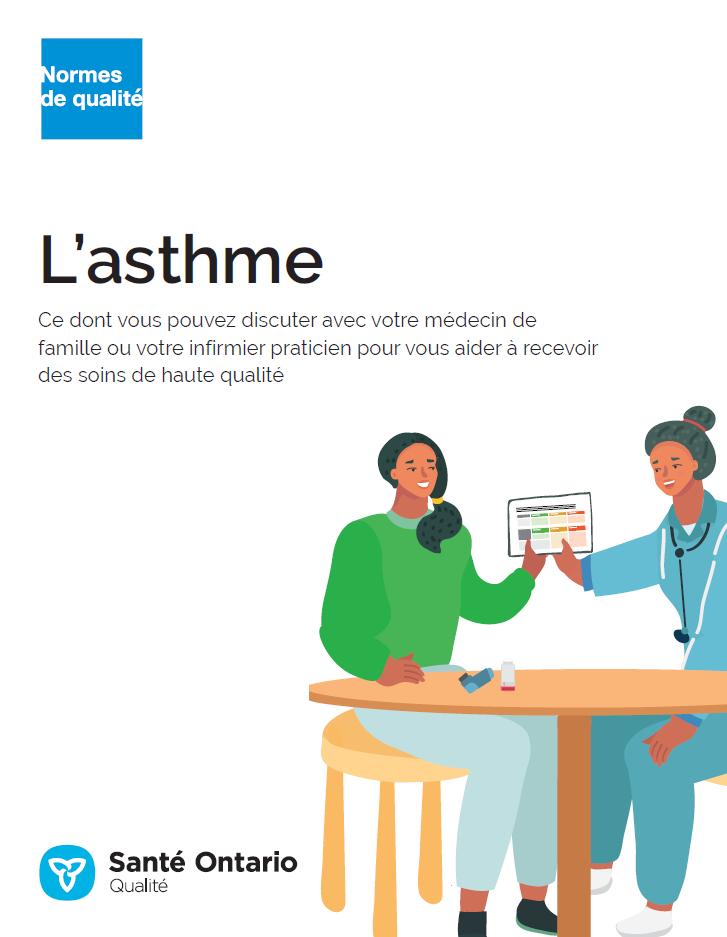 Normes
de qualité
L’asthme
Ce dont vous pouvez discuter avec votre médecin de
famille ou votre infirmier praticien pour vous aider à recevoir
des soins de haute qualité
Santé Ontario
Qualité